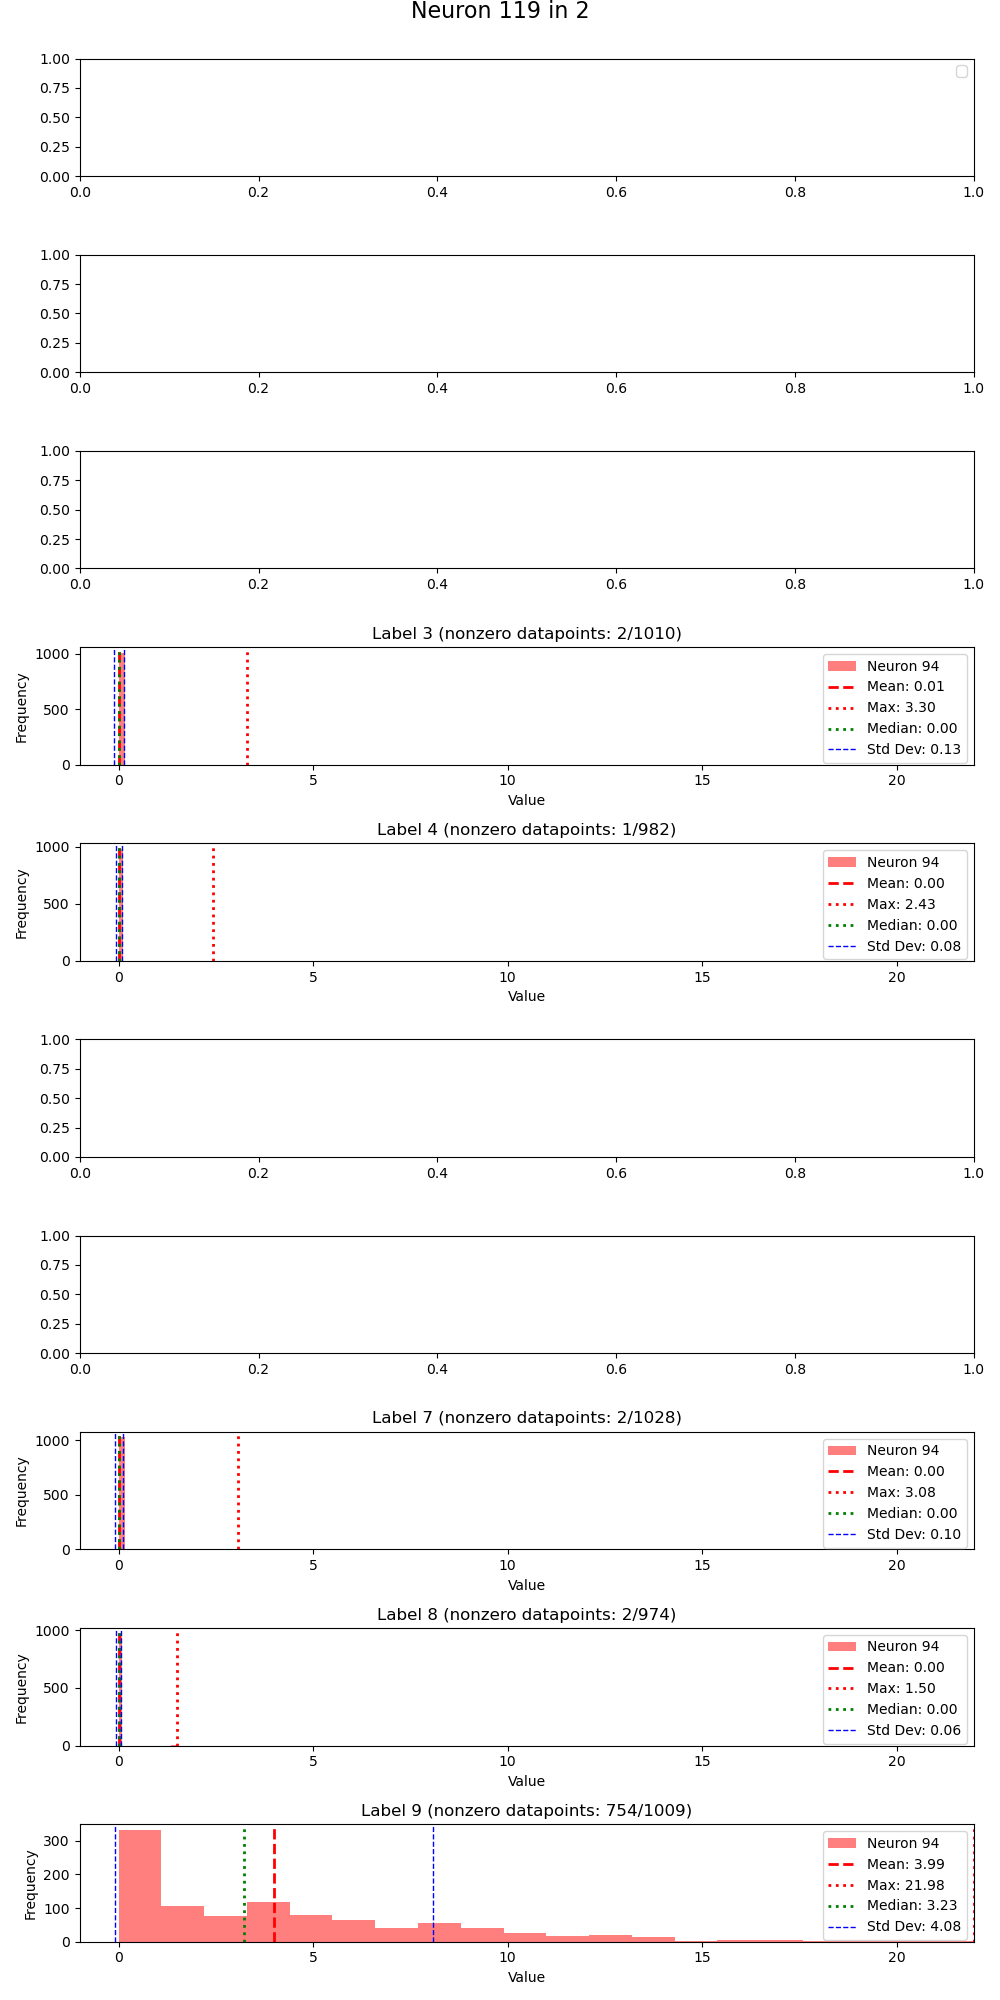 Neuron 119 in 2
1.00
0.75
0.50
0.25
0.00
0.0 0.2 0.4 0.6 0.8 1.0
1.00
0.75
0.50
0.25
0.00
0.0 0.2 0.4 0.6 0.8 1.0
1.00
0.75
0.50
0.25
0.00
0.0 0.2 0.4 0.6 0.8 1.0
Label 3 (nonzero datapoints: 2/1010)
Frequency
1000
500
0
Neuron 94
Mean: 0.01
Max: 3.30
Median: 0.00
Std Dev: 0.13
0 5 10 15 20
Value
Label 4 (nonzero datapoints: 1/982)
Frequency
1000
500
0
Neuron 94
Mean: 0.00
Max: 2.43
Median: 0.00
Std Dev: 0.08
0 5 10 15 20
Value
1.00
0.75
0.50
0.25
0.00
0.0 0.2 0.4 0.6 0.8 1.0
1.00
0.75
0.50
0.25
0.00
0.0 0.2 0.4 0.6 0.8 1.0
Label 7 (nonzero datapoints: 2/1028)
Frequency
1000
500
0
Neuron 94
Mean: 0.00
Max: 3.08
Median: 0.00
Std Dev: 0.10
0 5 10 15 20
Value
Label 8 (nonzero datapoints: 2/974)
Frequency
1000
500
0
Neuron 94
Mean: 0.00
Max: 1.50
Median: 0.00
Std Dev: 0.06
0 5 10 15 20
Value
Label 9 (nonzero datapoints: 754/1009)
Frequency
300
200
100
0
Neuron 94
Mean: 3.99
Max: 21.98
Median: 3.23
Std Dev: 4.08
0 5 10 15 20
Value